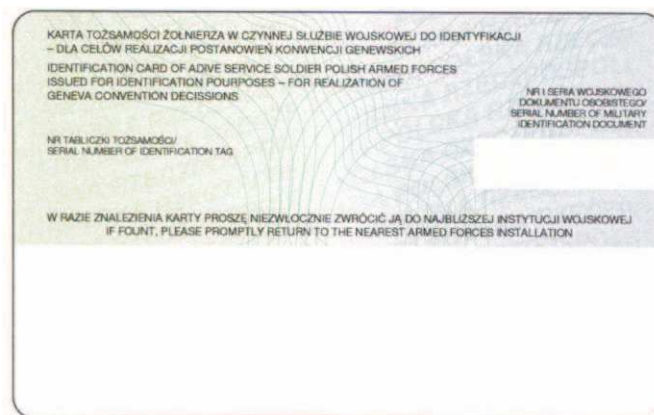 KARTA TOŻSAMOŚCI ŻOŁNIERZA W CZYNNEJ SŁUŻBIE WOJSKOWEJ DO IDENTYFIKACJI
– DLA CELÓW REALIZACJI POSTANOWIEŃ KONWENCJI GENEWSKICH
IDENTIFICATION CARD OF ADIVE SERVICE SOLDIER POLISH ARMED FORCES
ISSUED FOR IDENTIFICATION POURPOSES – FOR REALIZATION OF
GENEVA CONVENTION DECISSIONS
NR I SERIA WOJSKOWEGO
DOKUMENTU OSOBISTEGO/
SERIAL NUMBER OF MILITARY
IDENTIFICATION DOCUMENT
NR TABLICZKI TOŻSAMOŚCI/
SERIAL NUMBER OF IDENTIFICATION TAG
W RAZIE ZNALEZIENIA KARTY PROSZĘ NIEZWŁOCZNIE ZWRÓCIĆ JĄ DO NAJBLIŻSZEJ INSTYTUCJI WOJSKOWEJ
IF FOUNT, PLEASE PROMPTLY RETURN TO THE NEAREST ARMED FORCES INSTALLATION